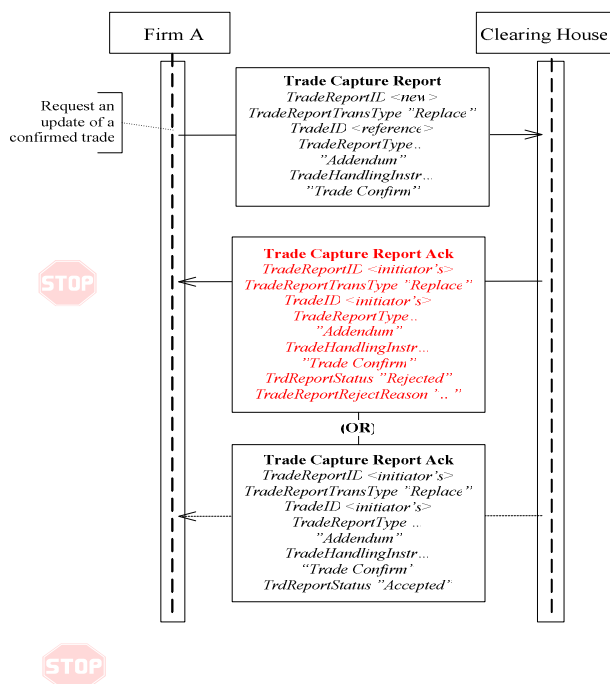 Firm A
Clearing House
Request an
update of a
confirmed trade
Trade Capture Report
TradeReportID <new>
TradeReportTransType ”Replace”
TradeID <reference>
TradeReportType..
”Addendum”
TradeHandlingInstr...
”Trade Confirm”
STOP
Trade Capture Report Ack
TradeReportID <initiator's>
TradeReportTransType ”Replace”
TradeID <initiator's>
TradeReportType..
”Addendum”
TradeHandlingInstr...
”Trade Confirm”
TrdReportStatus ”Rejected”
TradeReportRejectReason '.. ”
(OR)
Trade Capture Report Ack
TradeReportID <initiator's>
TradeReportTransType ”Replace”
TradeID <initiator's>
TradeReportType ..
”Addendum”
TradeHandlingInstr...
“Trade Confirm'
TrdReportStatus ”Accepted”
STOP